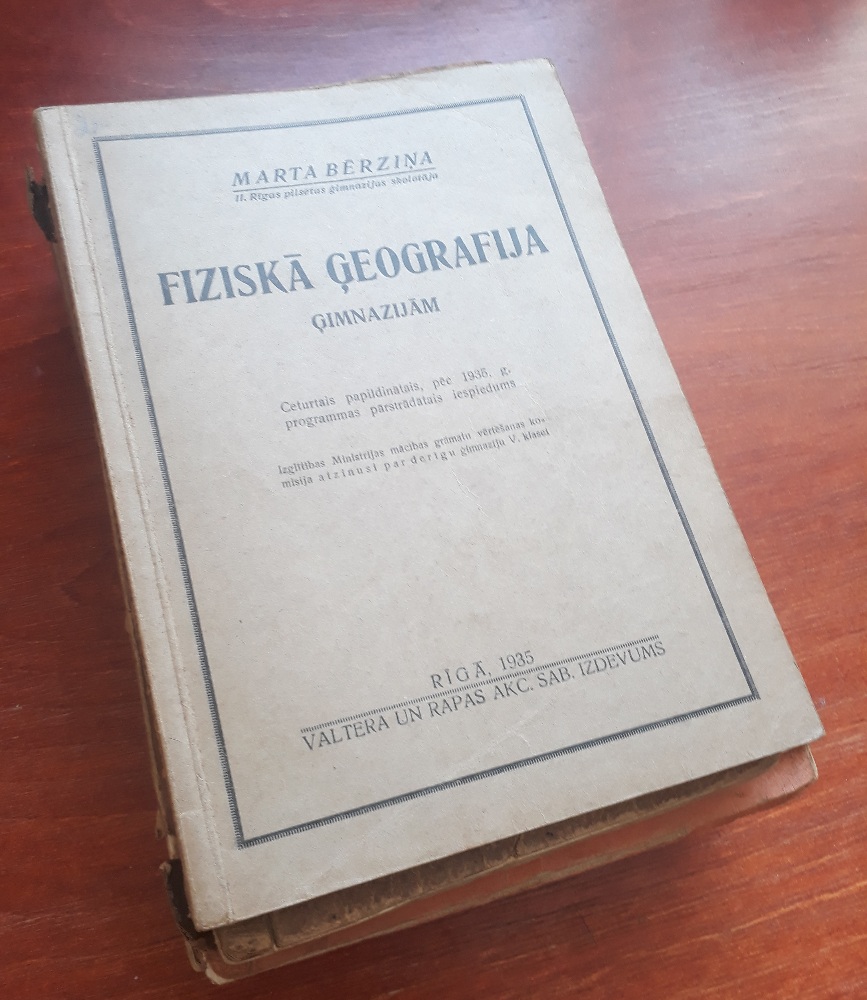 MARTA BĒRZIŅA
II. Rīgas pilsētas ģimnazijas skolotāja
FIZISKĀ ĢEOGRAFIJA
ĢIMNAZIJĀM
Ceturtais papildinātais, pēc 1935. g.
programmas pārstrādātais iespiedums
Izglītības Ministrijas mācības grāmatu vērtēšanas ko-
misija atzinusi par derīgu ģimnaziju V. klasei
RĪGĀ, 1935
VALTERA UN RAPAS AKC. SAB. IZDEVUMS